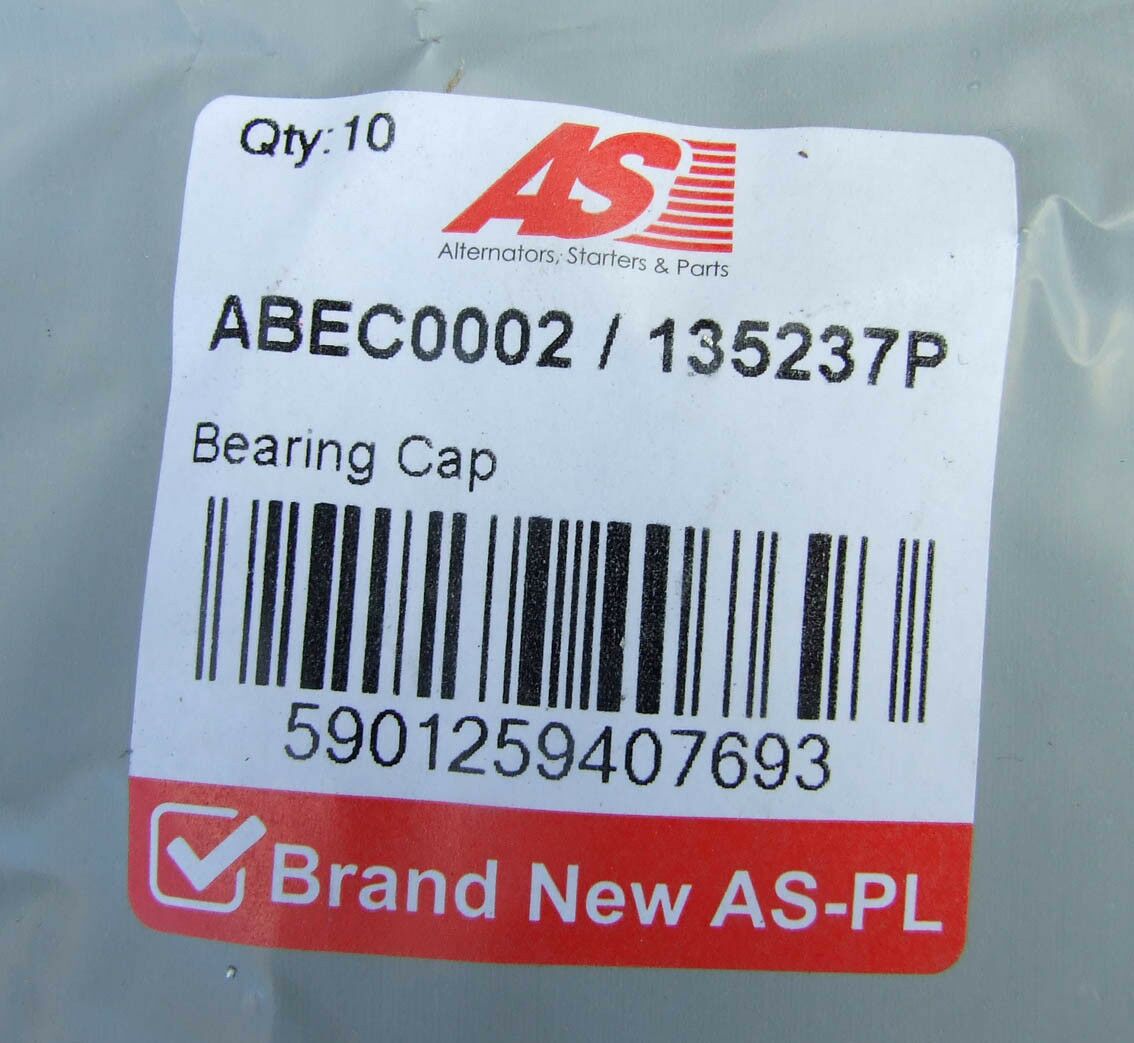 Qty: 10
AS
Alternators, Starters & Parts
ABEC0002 / 135237P
Bearing Cap
5901259407693
Brand New AS-PL